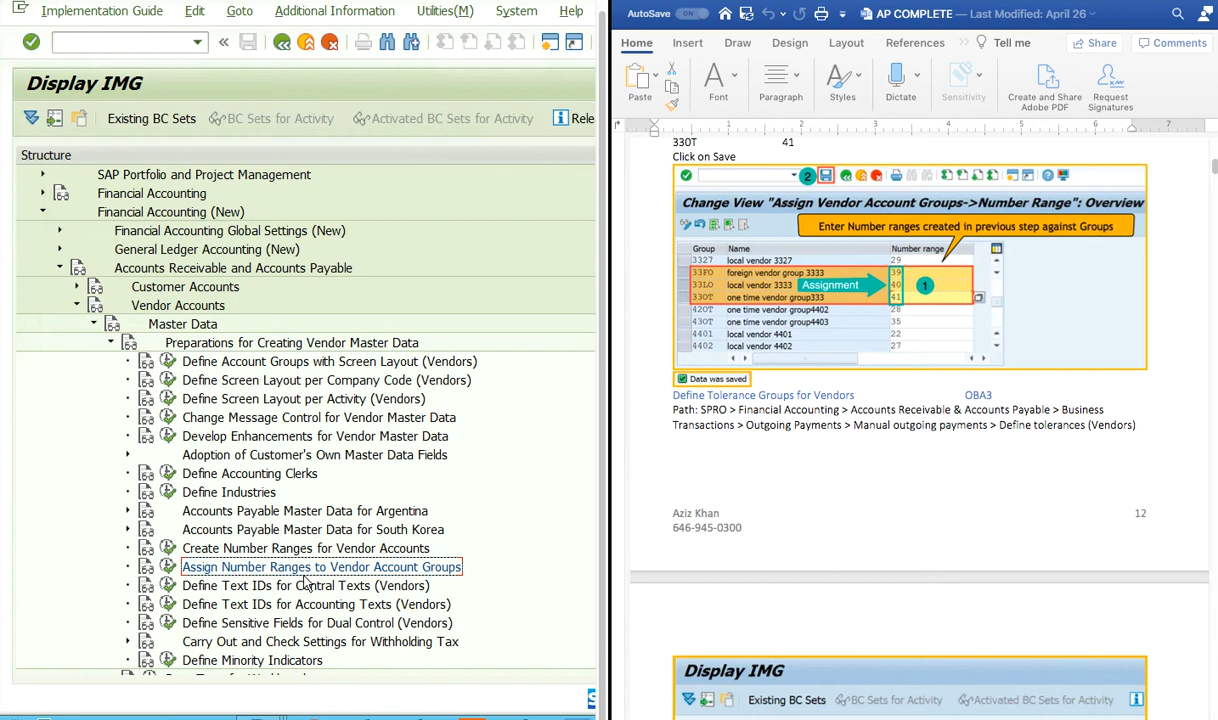 Implementation Guide Edit Goto Additional Information Utilities(M) System Help
Display IMG
Existing BC Sets BC Sets for Activity Activated BC Sets for Activity Rele
Structure
SAP Portfolio and Project Management
Financial Accounting
Financial Accounting (New)
Financial Accounting Global Settings (New)
General Ledger Accounting (New)
Accounts Receivable and Accounts Payable
Customer Accounts
Vendor Accounts
Master Data
Preparations for Creating Vendor Master Data
Define Account Groups with Screen Layout (Vendors)
Define Screen Layout per Company Code (Vendors)
Define Screen Layout per Activity (Vendors)
Change Message Control for Vendor Master Data
Develop Enhancements for Vendor Master Data
Adoption of Customer's Own Master Data Fields
Define Accounting Clerks
Define Industries
Accounts Payable Master Data for Argentina
Accounts Payable Master Data for South Korea
Create Number Ranges for Vendor Accounts
Assign Number Ranges to Vendor Account Groups
Define Text IDs for Central Texts (Vendors)
Define Text IDs for Accounting Texts (Vendors)
Define Sensitive Fields for Dual Control (Vendors)
Carry Out and Check Settings for Withholding Tax
Define Minority Indicators
AutoSave OFF AP COMPLETE — Last Modified: April 26
Home Insert Draw Design Layout References Tell me Share Comments
Paste Font Paragraph Styles Dictate Sensitivity Create and Share Adobe PDF Request Signatures
1 2 3 4 5 6 7
330T 41
Click on Save
2
Change View "Assign Vendor Account Groups->Number Range": Overview
Enter Number ranges created in previous step against Groups
Group Name Number range
3327 local vendor 3327 29
33FO foreign vendor group 3333 39
33LO local vendor 3333 Assignment 40 1
330T one time vendor group333 41
420T one time vendor group4402 28
430T one time vendor group4403 35
4401 local vendor 4401 22
4402 local vendor 4402 27
Data was saved
Define Tolerance Groups for Vendors OBA3
Path: SPRO > Financial Accounting > Accounts Receivable & Accounts Payable > Business
Transactions > Outgoing Payments > Manual outgoing payments > Define tolerances (Vendors)
Aziz Khan 12
646-945-0300
Display IMG
Existing BC Sets BC Sets for Activity Activated BC Sets for Activity